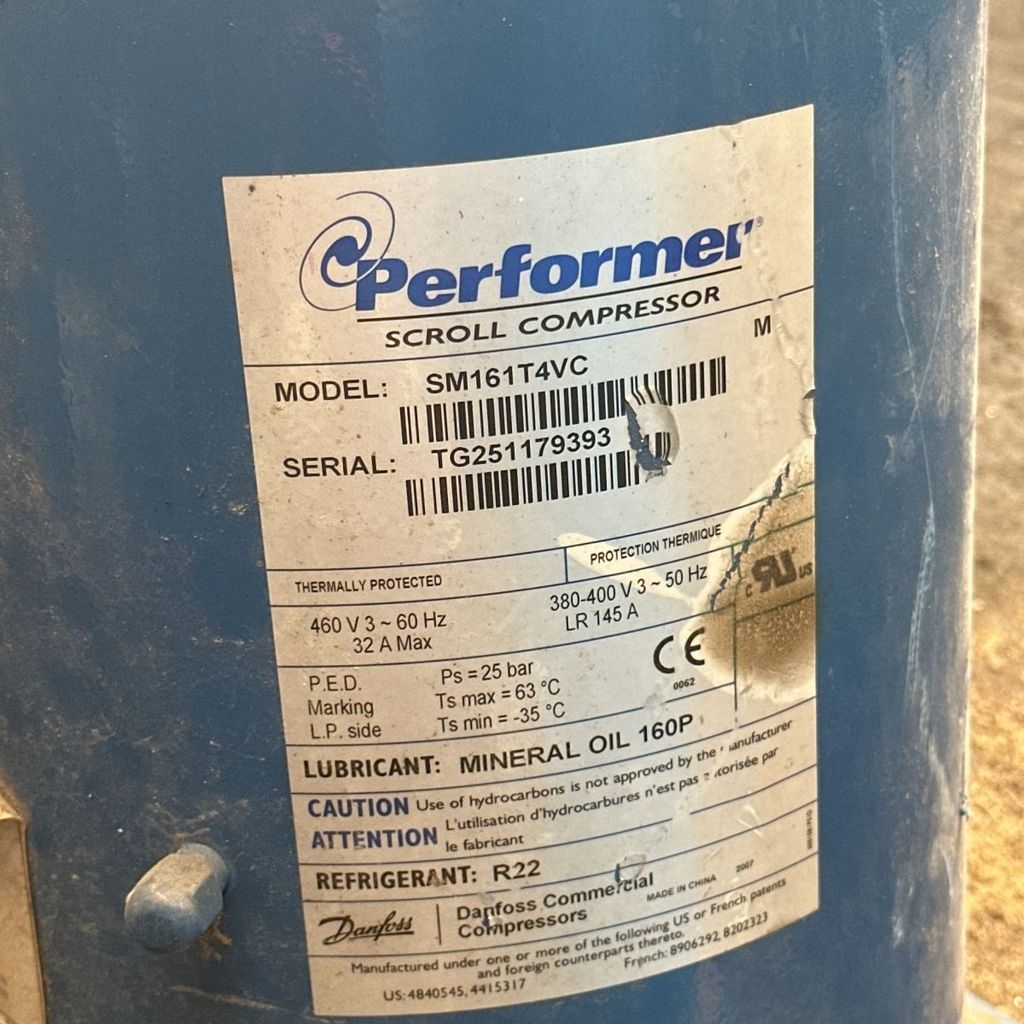 Performer®
SCROLL COMPRESSOR
M
MODEL: SM161T4VC
SERIAL: TG251179393
THERMALLY PROTECTED
PROTECTION THERMIQUE
460 V 3 ~ 60 Hz
32 A Max
380-400 V 3 ~ 50 Hz
LR 145 A
c RU US
P.E.D.
Marking
L.P. side
Ps = 25 bar
Ts max = 63 °C
Ts min = -35 °C
CE
0062
LUBRICANT: MINERAL OIL 160P
CAUTION Use of hydrocarbons is not approved by the anufacturer
ATTENTION L'utilisation d'hydrocarbures n'est pas torisée par
le fabricant
REFRIGERANT: R22
Danfoss
Danfoss Commercial
Compressors
MADE IN CHINA 2007
Manufactured under one or more of the following US or French patents
and foreign counterparts thereto.
US: 4840545, 4415317
French: 8906292, 8202323